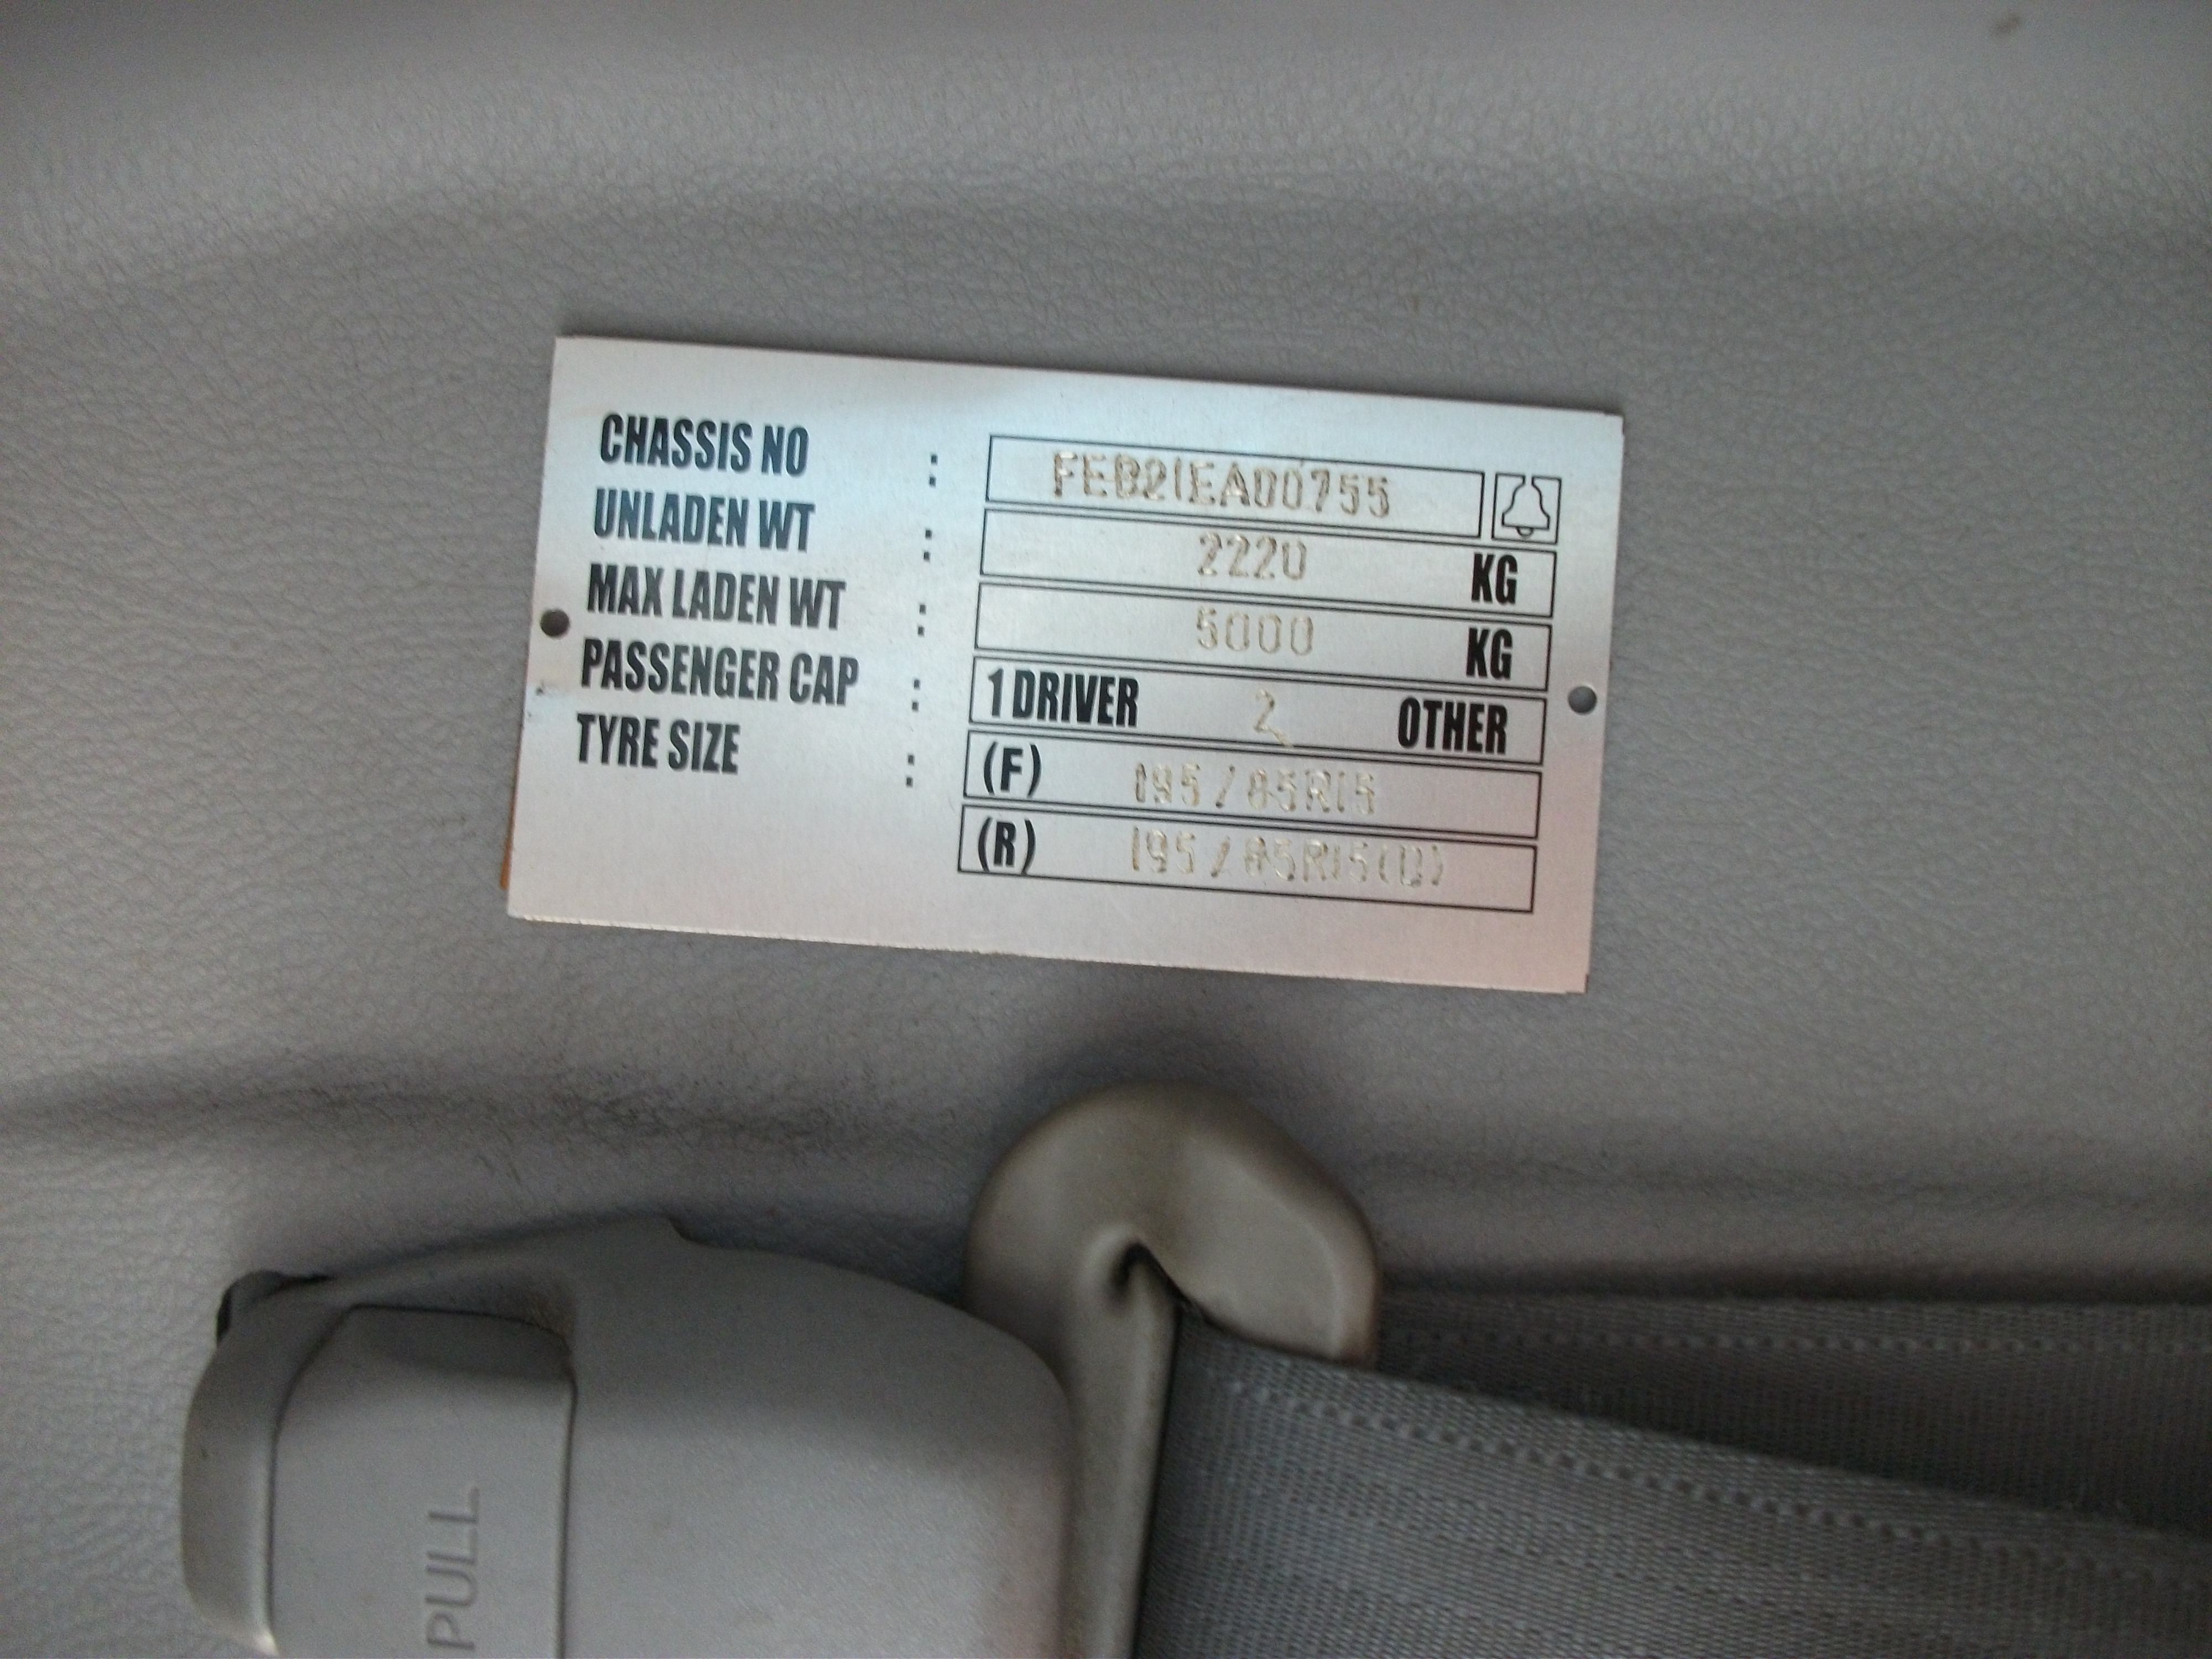 CHASSIS NO : FEB21EA00755
UNLADEN WT : 2220 KG
MAX LADEN WT : 5000 KG
PASSENGER CAP : 1 DRIVER 2 OTHER
TYRE SIZE : (F) 195/85R15
(R) 195/85R15(D)
PULL